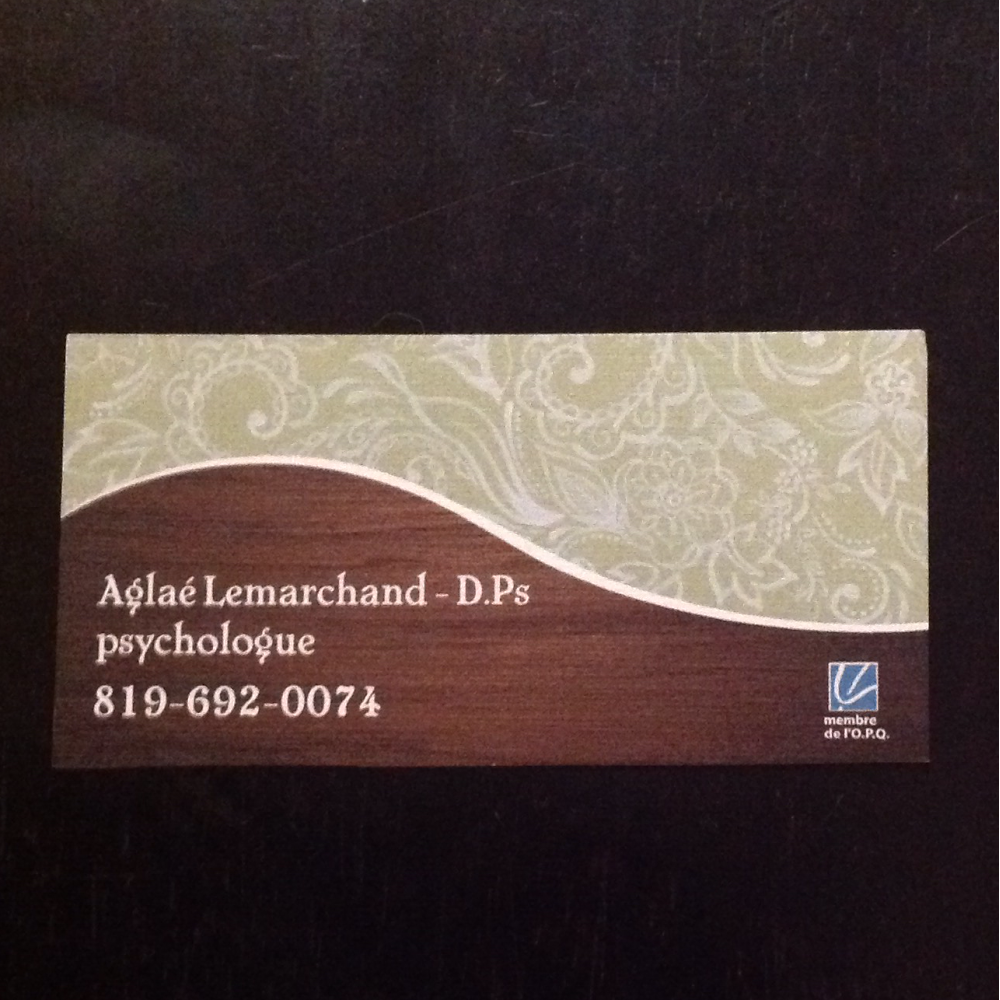 Aglaé Lemarchand - D.Ps
psychologue
819-692-0074
membre
de l'O.P.Q.